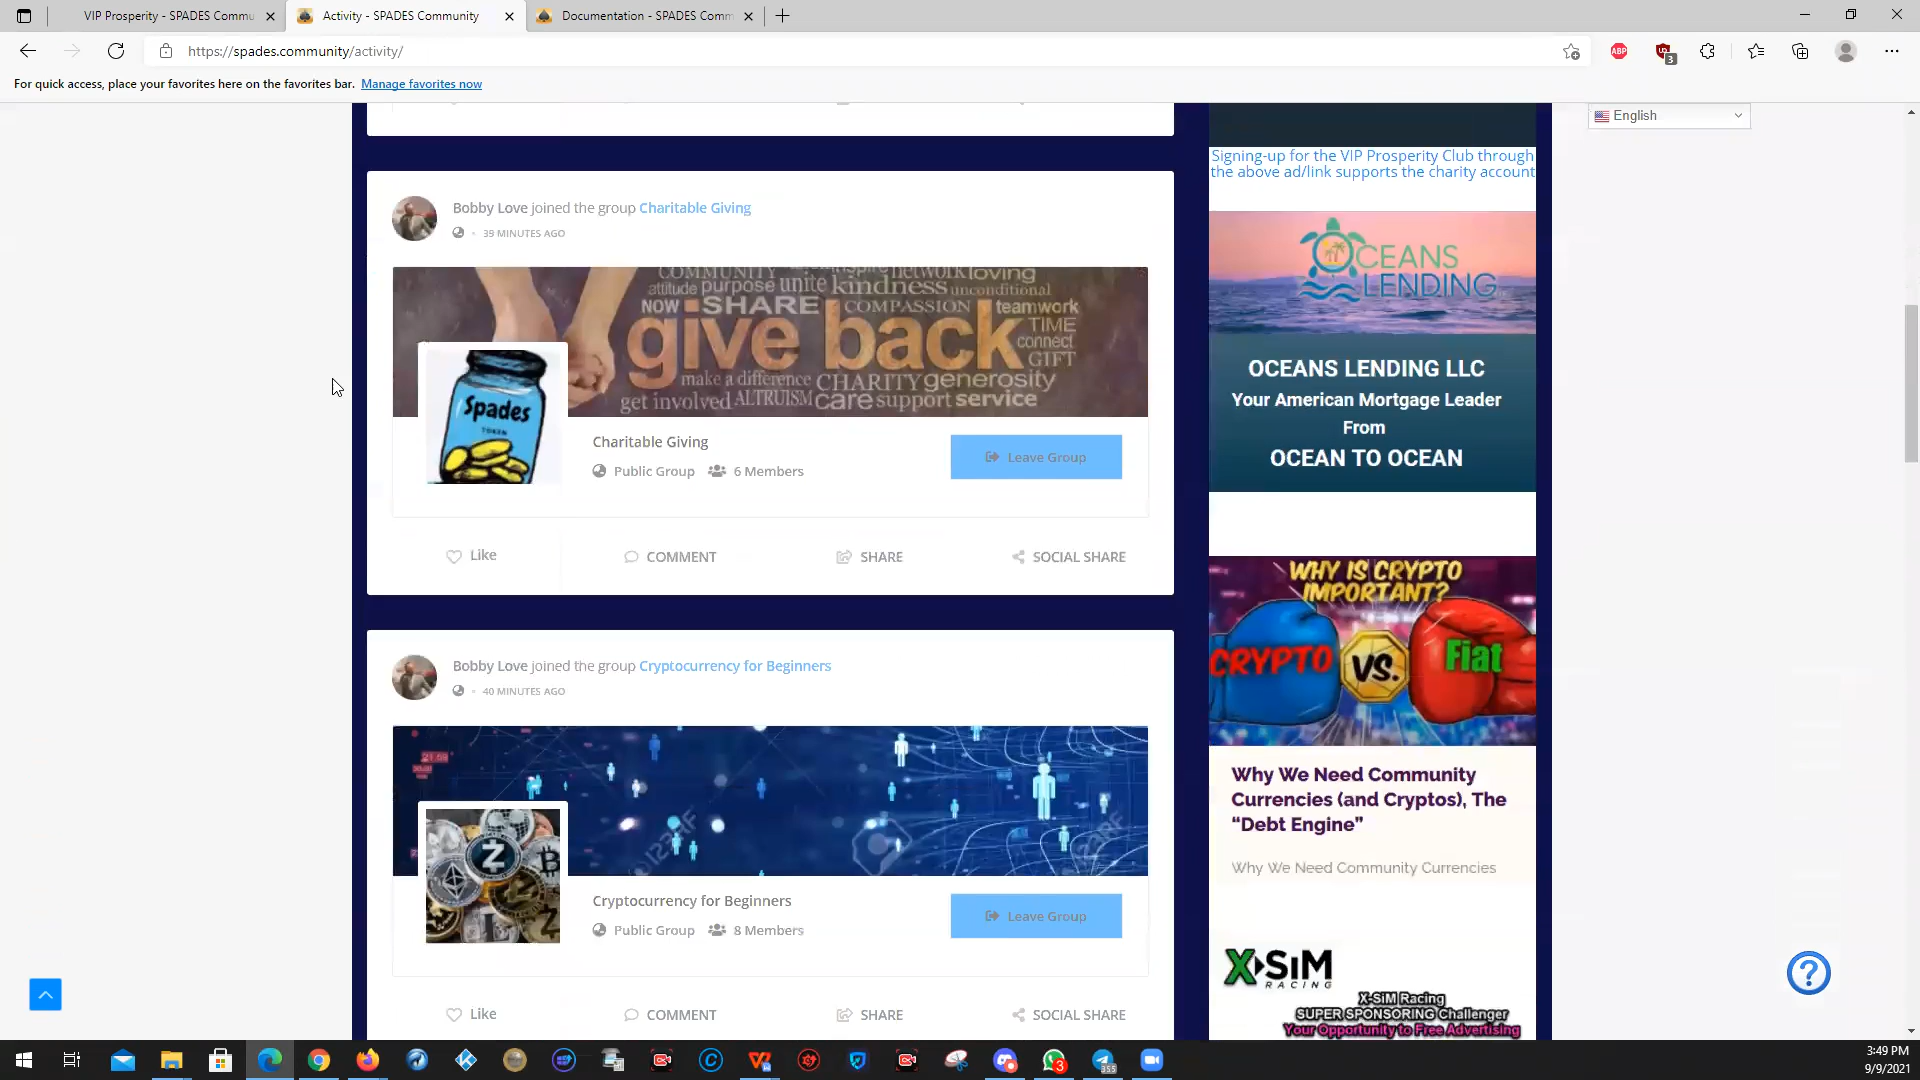 VIP Prosperity - SPADES Commu
Activity - SPADES Community
Documentation - SPADES Comm
https://spades.community/activity/
ABP
3
For quick access, place your favorites here on the favorites bar. Manage favorites now
English
Signing-up for the VIP Prosperity Club through
the above ad/link supports the charity account
Bobby Love joined the group Charitable Giving
39 MINUTES AGO
COMMUNITY network loving
attitude purpose unite kindness unconditional
NOW SHARE COMPASSION teamwork
give back
TIME
connect
GIFT
make a difference CHARITY generosity
get involved ALTRUISM care support service
Spades
TOKEN
Charitable Giving
Public Group 6 Members
Leave Group
Like COMMENT SHARE SOCIAL SHARE
OCEANS
LENDING
OCEANS LENDING LLC
Your American Mortgage Leader
From
OCEAN TO OCEAN
Bobby Love joined the group Cryptocurrency for Beginners
40 MINUTES AGO
Cryptocurrency for Beginners
Public Group 8 Members
Leave Group
Like COMMENT SHARE SOCIAL SHARE
WHY IS CRYPTO
IMPORTANT?
CRYPTO VS. Fiat
Why We Need Community
Currencies (and Cryptos), The
“Debt Engine”
Why We Need Community Currencies
X-SiM
RACING
X-SiM Racing
SUPER SPONSORING Challenger
Your Opportunity to Free Advertising
3
355
3:49 PM
9/9/2021